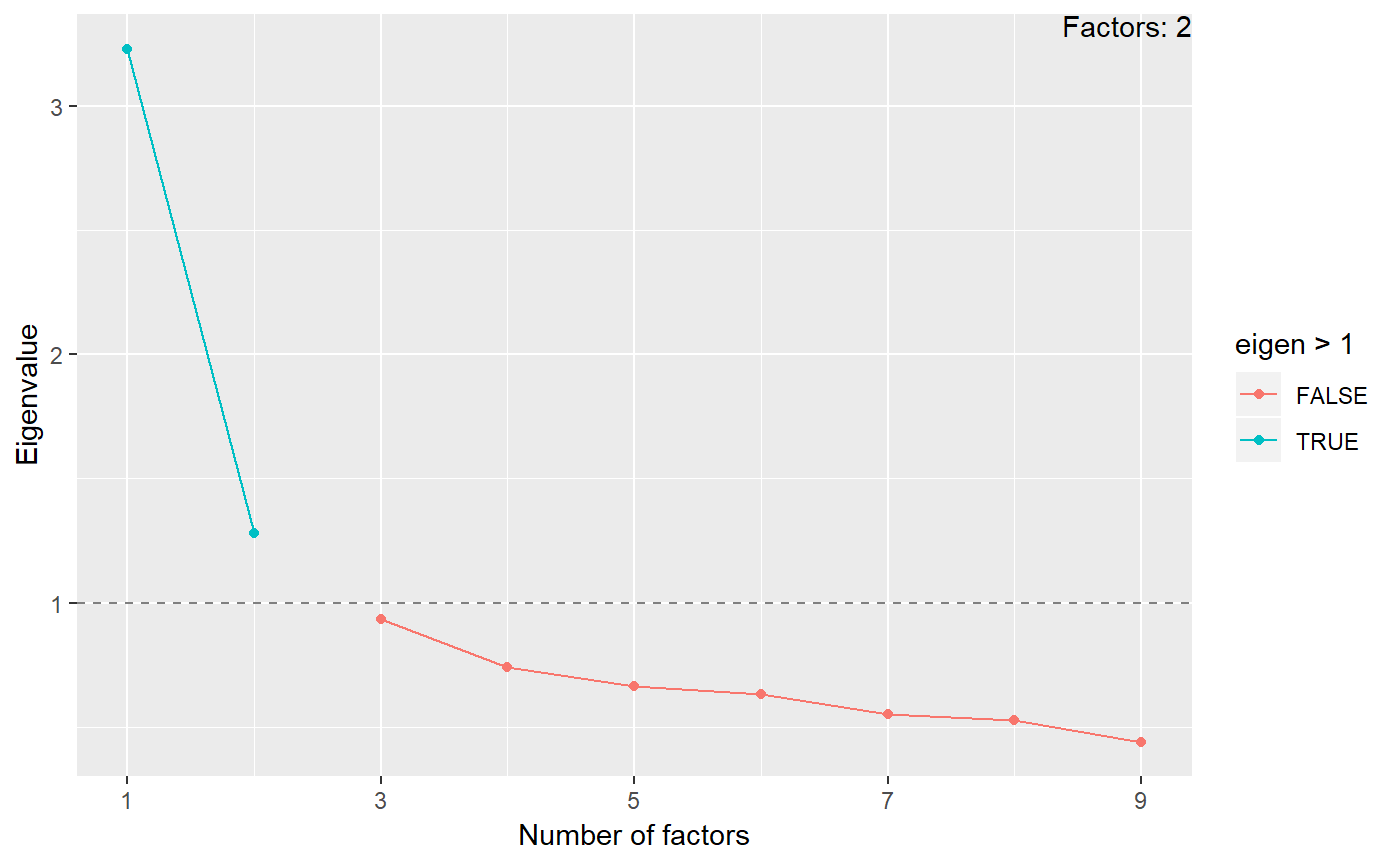 Factors: 2
3
2
1
Eigenvalue
1
3
5
7
9
Number of factors
eigen > 1
FALSE
TRUE